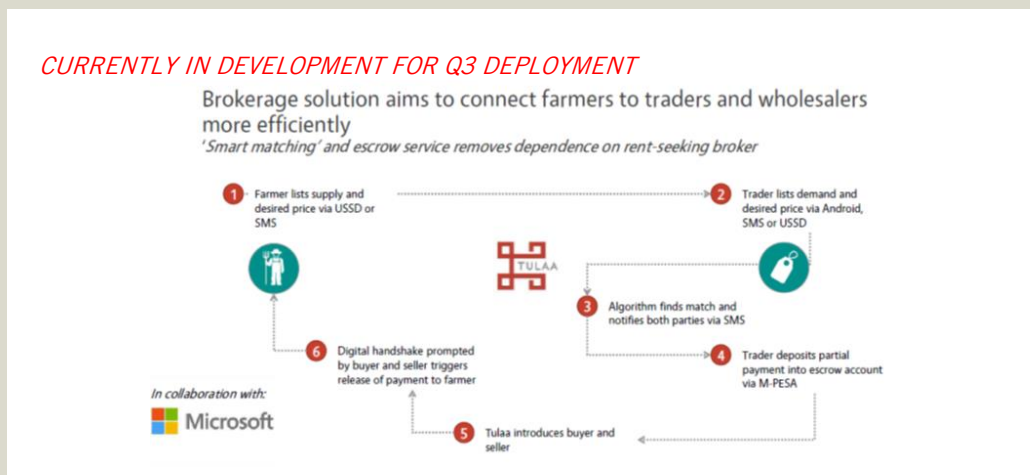 CURRENTLY IN DEVELOPMENT FOR Q3 DEPLOYMENT
Brokerage solution aims to connect farmers to traders and wholesalers
more efficiently
'Smart matching' and escrow service removes dependence on rent-seeking broker
1
Farmer lists supply and
desired price via USSD or
SMS
2
Trader lists demand and
desired price via Android,
SMS or USSD
TULAA
3
Algorithm finds match and
notifies both parties via SMS
4
Trader deposits partial
payment into escrow account
via M-PESA
5
Tulaa introduces buyer and
seller
6
Digital handshake prompted
by buyer and seller triggers
release of payment to farmer
In collaboration with:
Microsoft